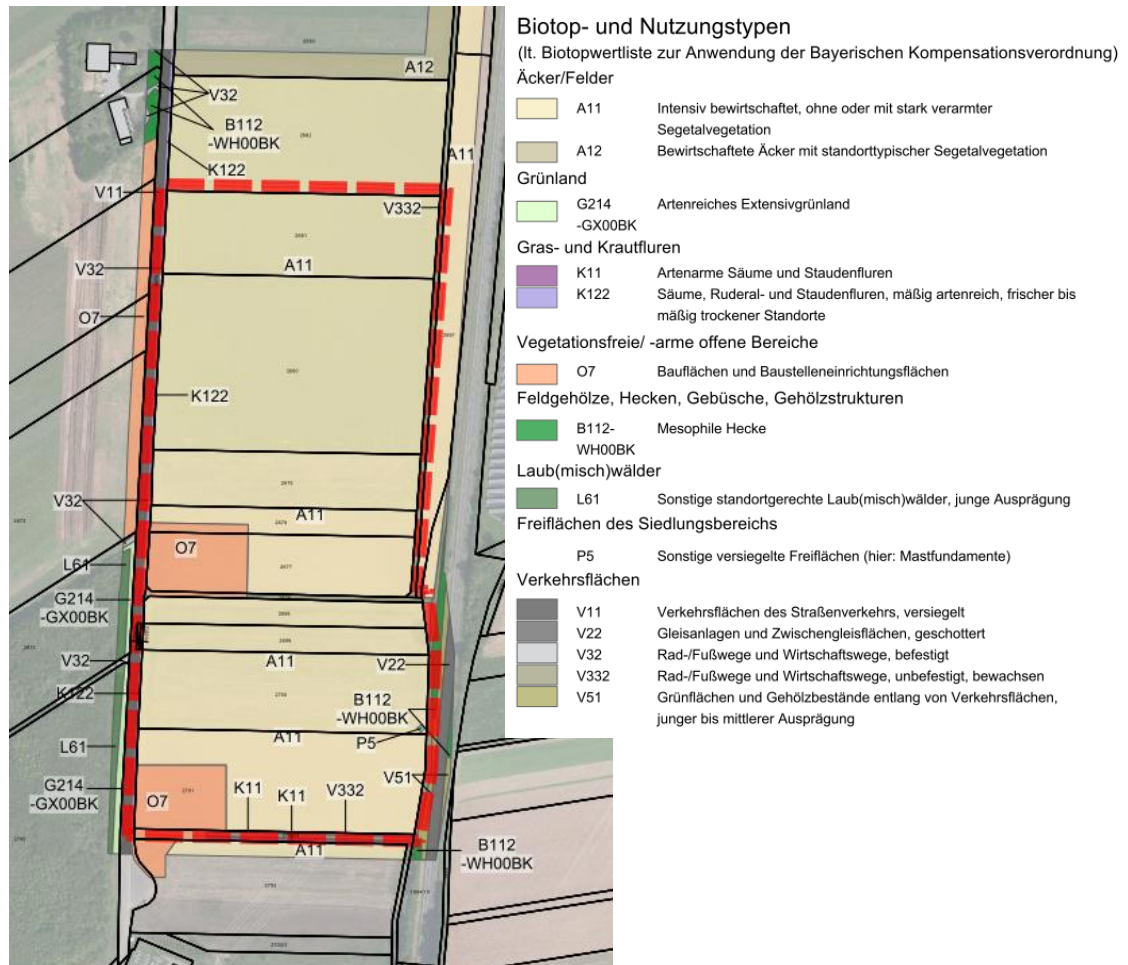 V32
B112
-WH00BK
K122
A12
A11
V11
V332
V32
A11
O7
K122
V32
A11
O7
L61
G214
-GX00BK
V32
A11
V22
K122
B112
-WH00BK
A11
P5
L61
V51
G214
-GX00BK
O7
K11
K11
V332
A11
B112
-WH00BK
Biotop- und Nutzungstypen
(lt. Biotopwertliste zur Anwendung der Bayerischen Kompensationsverordnung)
Äcker/Felder
A11 Intensiv bewirtschaftet, ohne oder mit stark verarmter
Segetalvegetation
A12 Bewirtschaftete Äcker mit standorttypischer Segetalvegetation
Grünland
G214 Artenreiches Extensivgrünland
-GX00BK
Gras- und Krautfluren
K11 Artenarme Säume und Staudenfluren
K122 Säume, Ruderal- und Staudenfluren, mäßig artenreich, frischer bis
mäßig trockener Standorte
Vegetationsfreie/ -arme offene Bereiche
O7 Bauflächen und Baustelleneinrichtungsflächen
Feldgehölze, Hecken, Gebüsche, Gehölzstrukturen
B112- Mesophile Hecke
WH00BK
Laub(misch)wälder
L61 Sonstige standortgerechte Laub(misch)wälder, junge Ausprägung
Freiflächen des Siedlungsbereichs
P5 Sonstige versiegelte Freiflächen (hier: Mastfundamente)
Verkehrsflächen
V11 Verkehrsflächen des Straßenverkehrs, versiegelt
V22 Gleisanlagen und Zwischengleisflächen, geschottert
V32 Rad-/Fußwege und Wirtschaftswege, befestigt
V332 Rad-/Fußwege und Wirtschaftswege, unbefestigt, bewachsen
V51 Grünflächen und Gehölzbestände entlang von Verkehrsflächen,
junger bis mittlerer Ausprägung